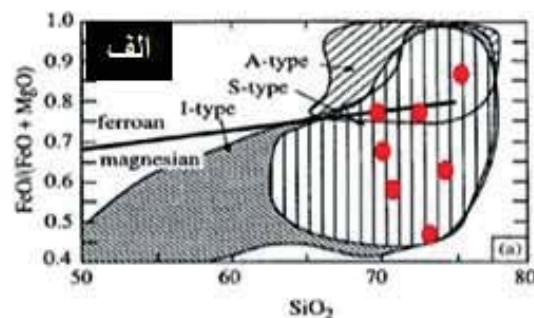 الف
1.0
0.9
0.8
0.7
0.6
0.5
0.4
FeO/(FeO + MgO)
A-type
S-type
I-type
ferroan
magnesian
(a)
50
60
70
80
SiO₂